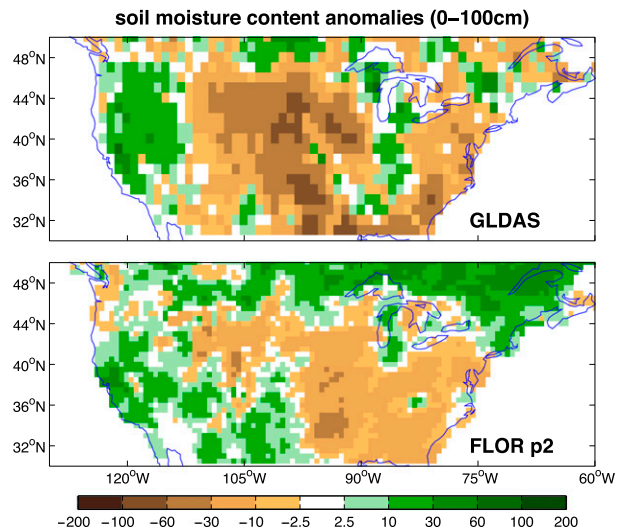 soil moisture content anomalies (0−100cm)
48°N
44°N
40°N
36°N
32°N
GLDAS
48°N
44°N
40°N
36°N
32°N
FLOR p2
120°W 105°W 90°W 75°W 60°W
−200 −100 −60 −30 −10 −2.5 2.5 10 30 60 100 200